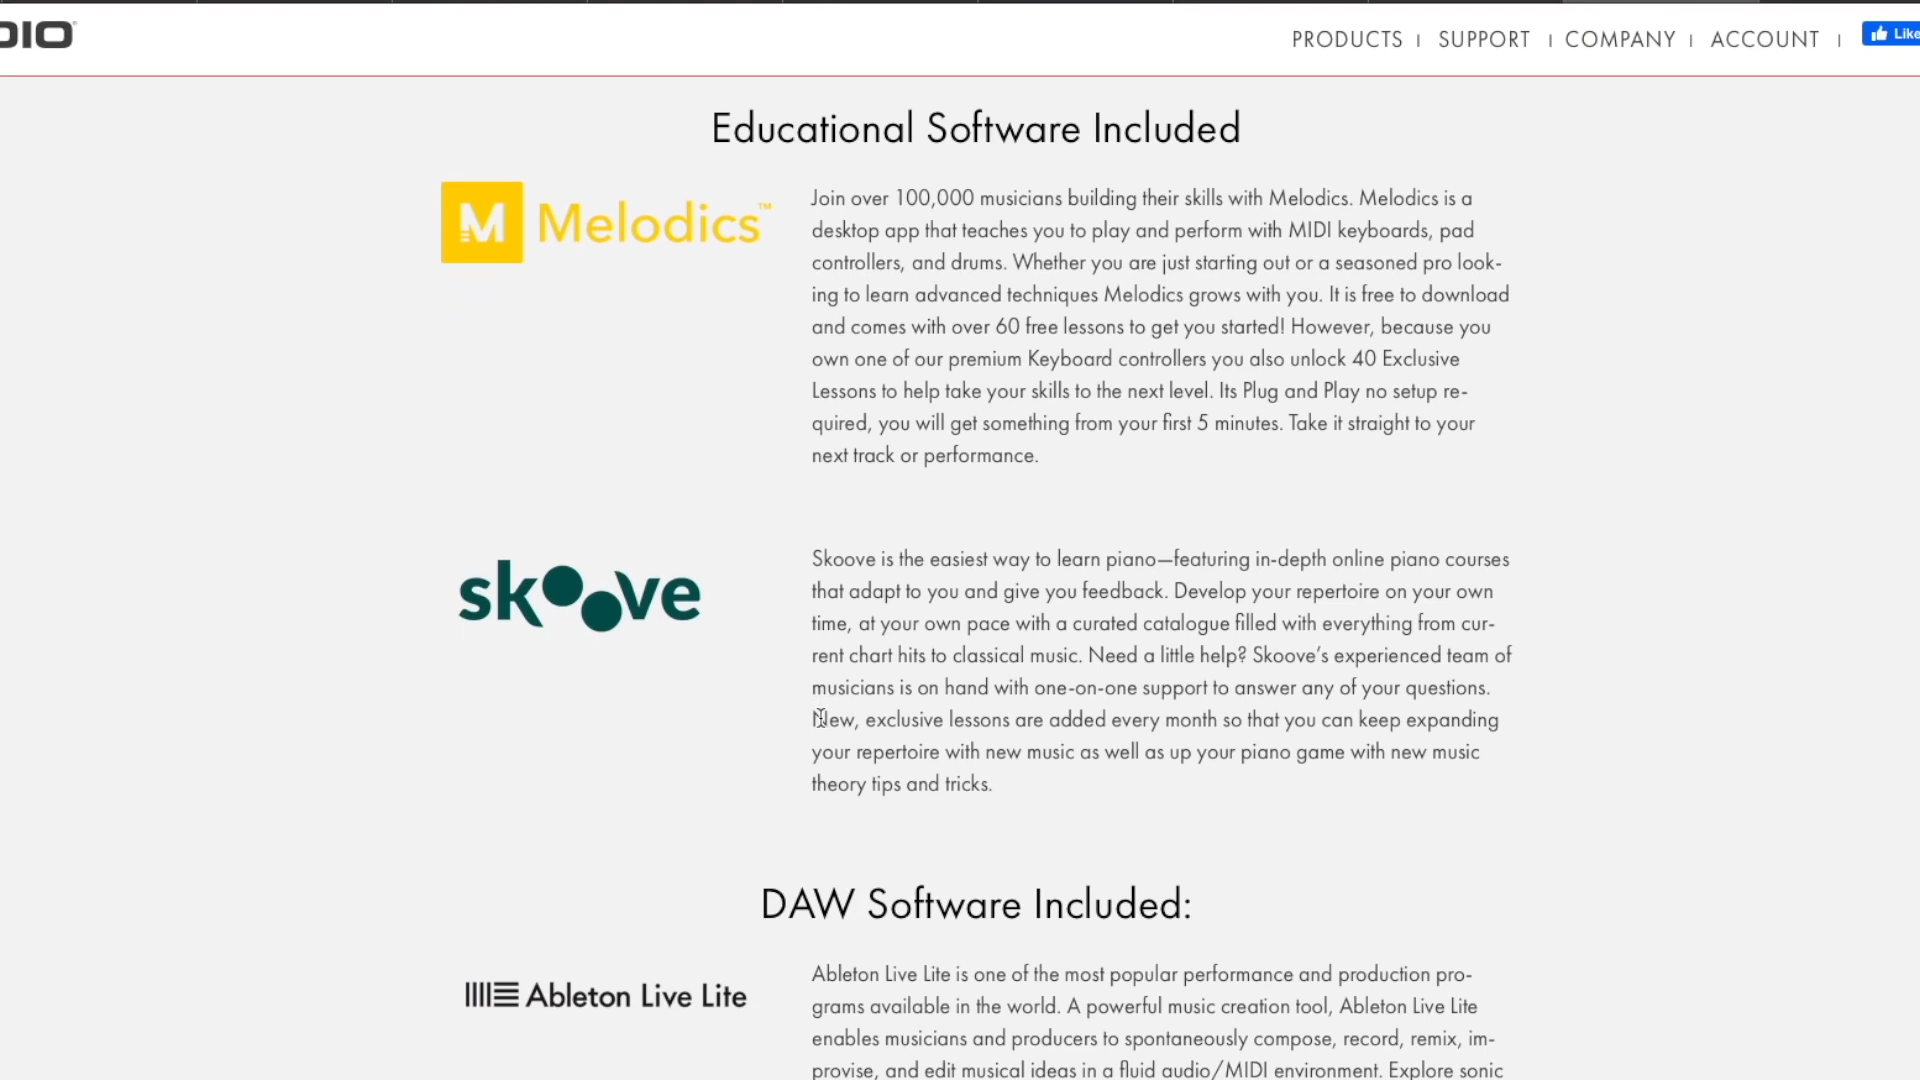 DIO
PRODUCTS | SUPPORT | COMPANY | ACCOUNT |
Like
Educational Software Included
M Melodics™
Join over 100,000 musicians building their skills with Melodics. Melodics is a
desktop app that teaches you to play and perform with MIDI keyboards, pad
controllers, and drums. Whether you are just starting out or a seasoned pro look-
ing to learn advanced techniques Melodics grows with you. It is free to download
and comes with over 60 free lessons to get you started! However, because you
own one of our premium Keyboard controllers you also unlock 40 Exclusive
Lessons to help take your skills to the next level. Its Plug and Play no setup re-
quired, you will get something from your first 5 minutes. Take it straight to your
next track or performance.
skoove
Skoove is the easiest way to learn piano—featuring in-depth online piano courses
that adapt to you and give you feedback. Develop your repertoire on your own
time, at your own pace with a curated catalogue filled with everything from cur-
rent chart hits to classical music. Need a little help? Skoove’s experienced team of
musicians is on hand with one-on-one support to answer any of your questions.
New, exclusive lessons are added every month so that you can keep expanding
your repertoire with new music as well as up your piano game with new music
theory tips and tricks.
DAW Software Included:
Ableton Live Lite
Ableton Live Lite is one of the most popular performance and production pro-
grams available in the world. A powerful music creation tool, Ableton Live Lite
enables musicians and producers to spontaneously compose, record, remix, im-
provise, and edit musical ideas in a fluid audio/MIDI environment. Explore sonic